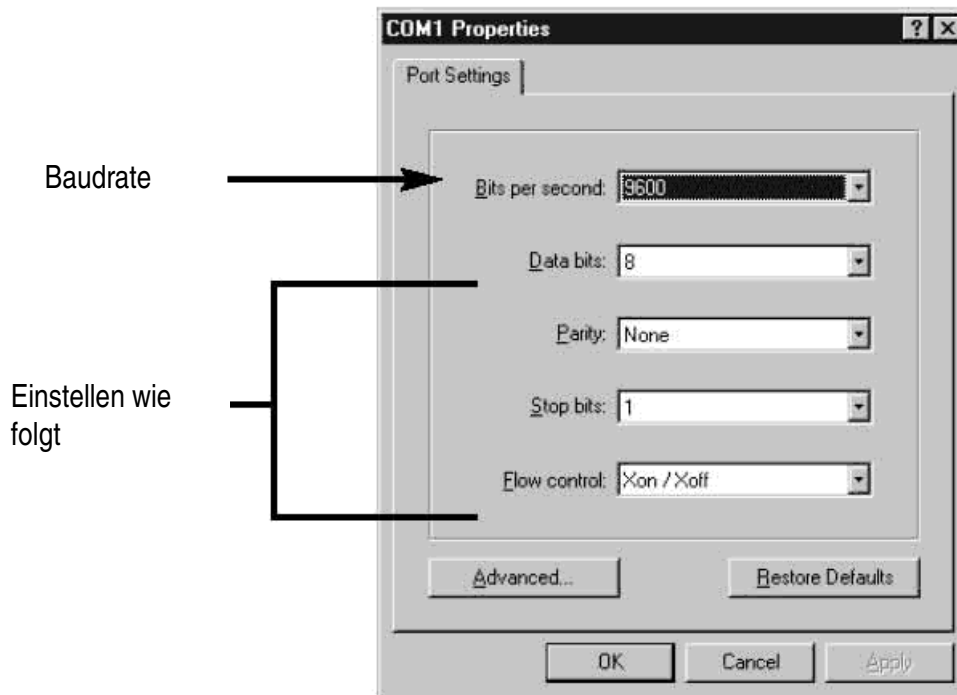 COM1 Properties
Port Settings
Baudrate
Bits per second: 9600
Data bits: 8
Parity: None
Einstellen wie
folgt
Stop bits: 1
Flow control: Xon / Xoff
Advanced...
Restore Defaults
OK
Cancel
Apply